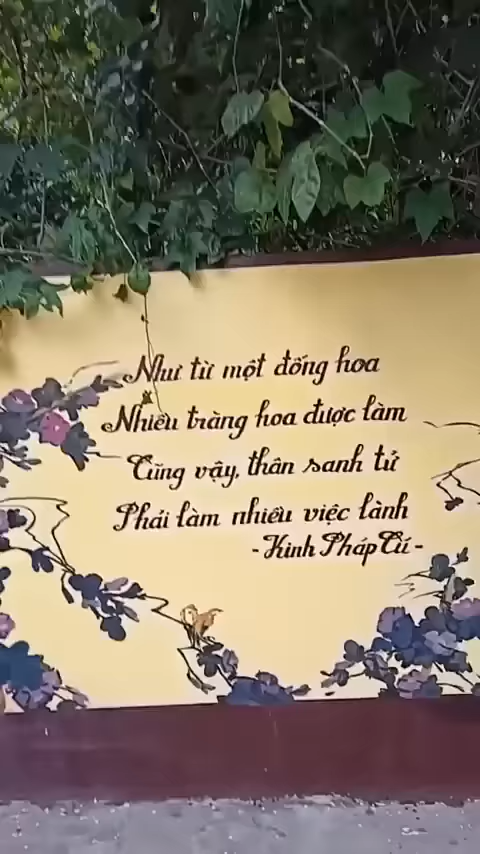 Như từ một đống hoa
Nhiều tràng hoa được làm
Cũng vậy, thân sanh tử
Phải làm nhiều việc lành
- Kinh Pháp Cú -